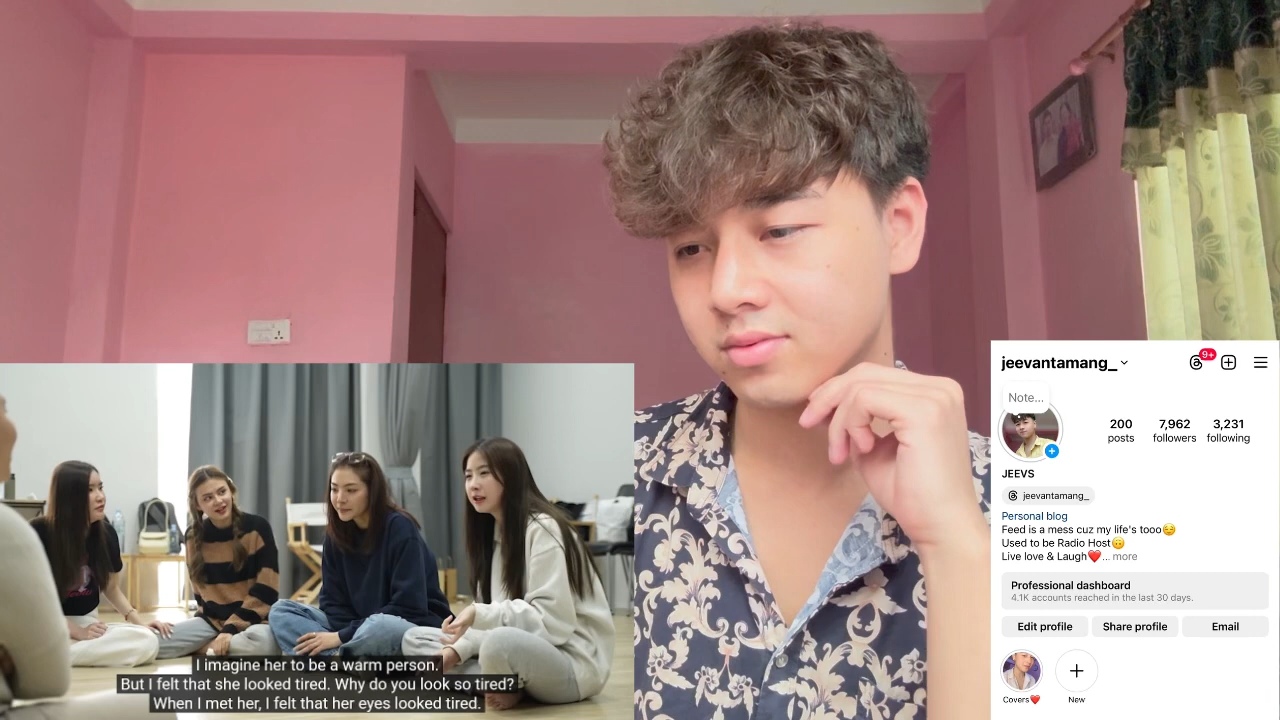 I imagine her to be a warm person.
But I felt that she looked tired. Why do you look so tired?
When I met her, I felt that her eyes looked tired.
jeevantamang_
9+
Note...
200
7,962
3,231
posts
followers
following
JEEVS
jeevantamang_
Personal blog
Feed is a mess cuz my life's tooo😌
Used to be Radio Host🙃
Live love & Laugh❤️... more
Professional dashboard
4.1K accounts reached in the last 30 days.
Edit profile
Share profile
Email
Covers❤️
New